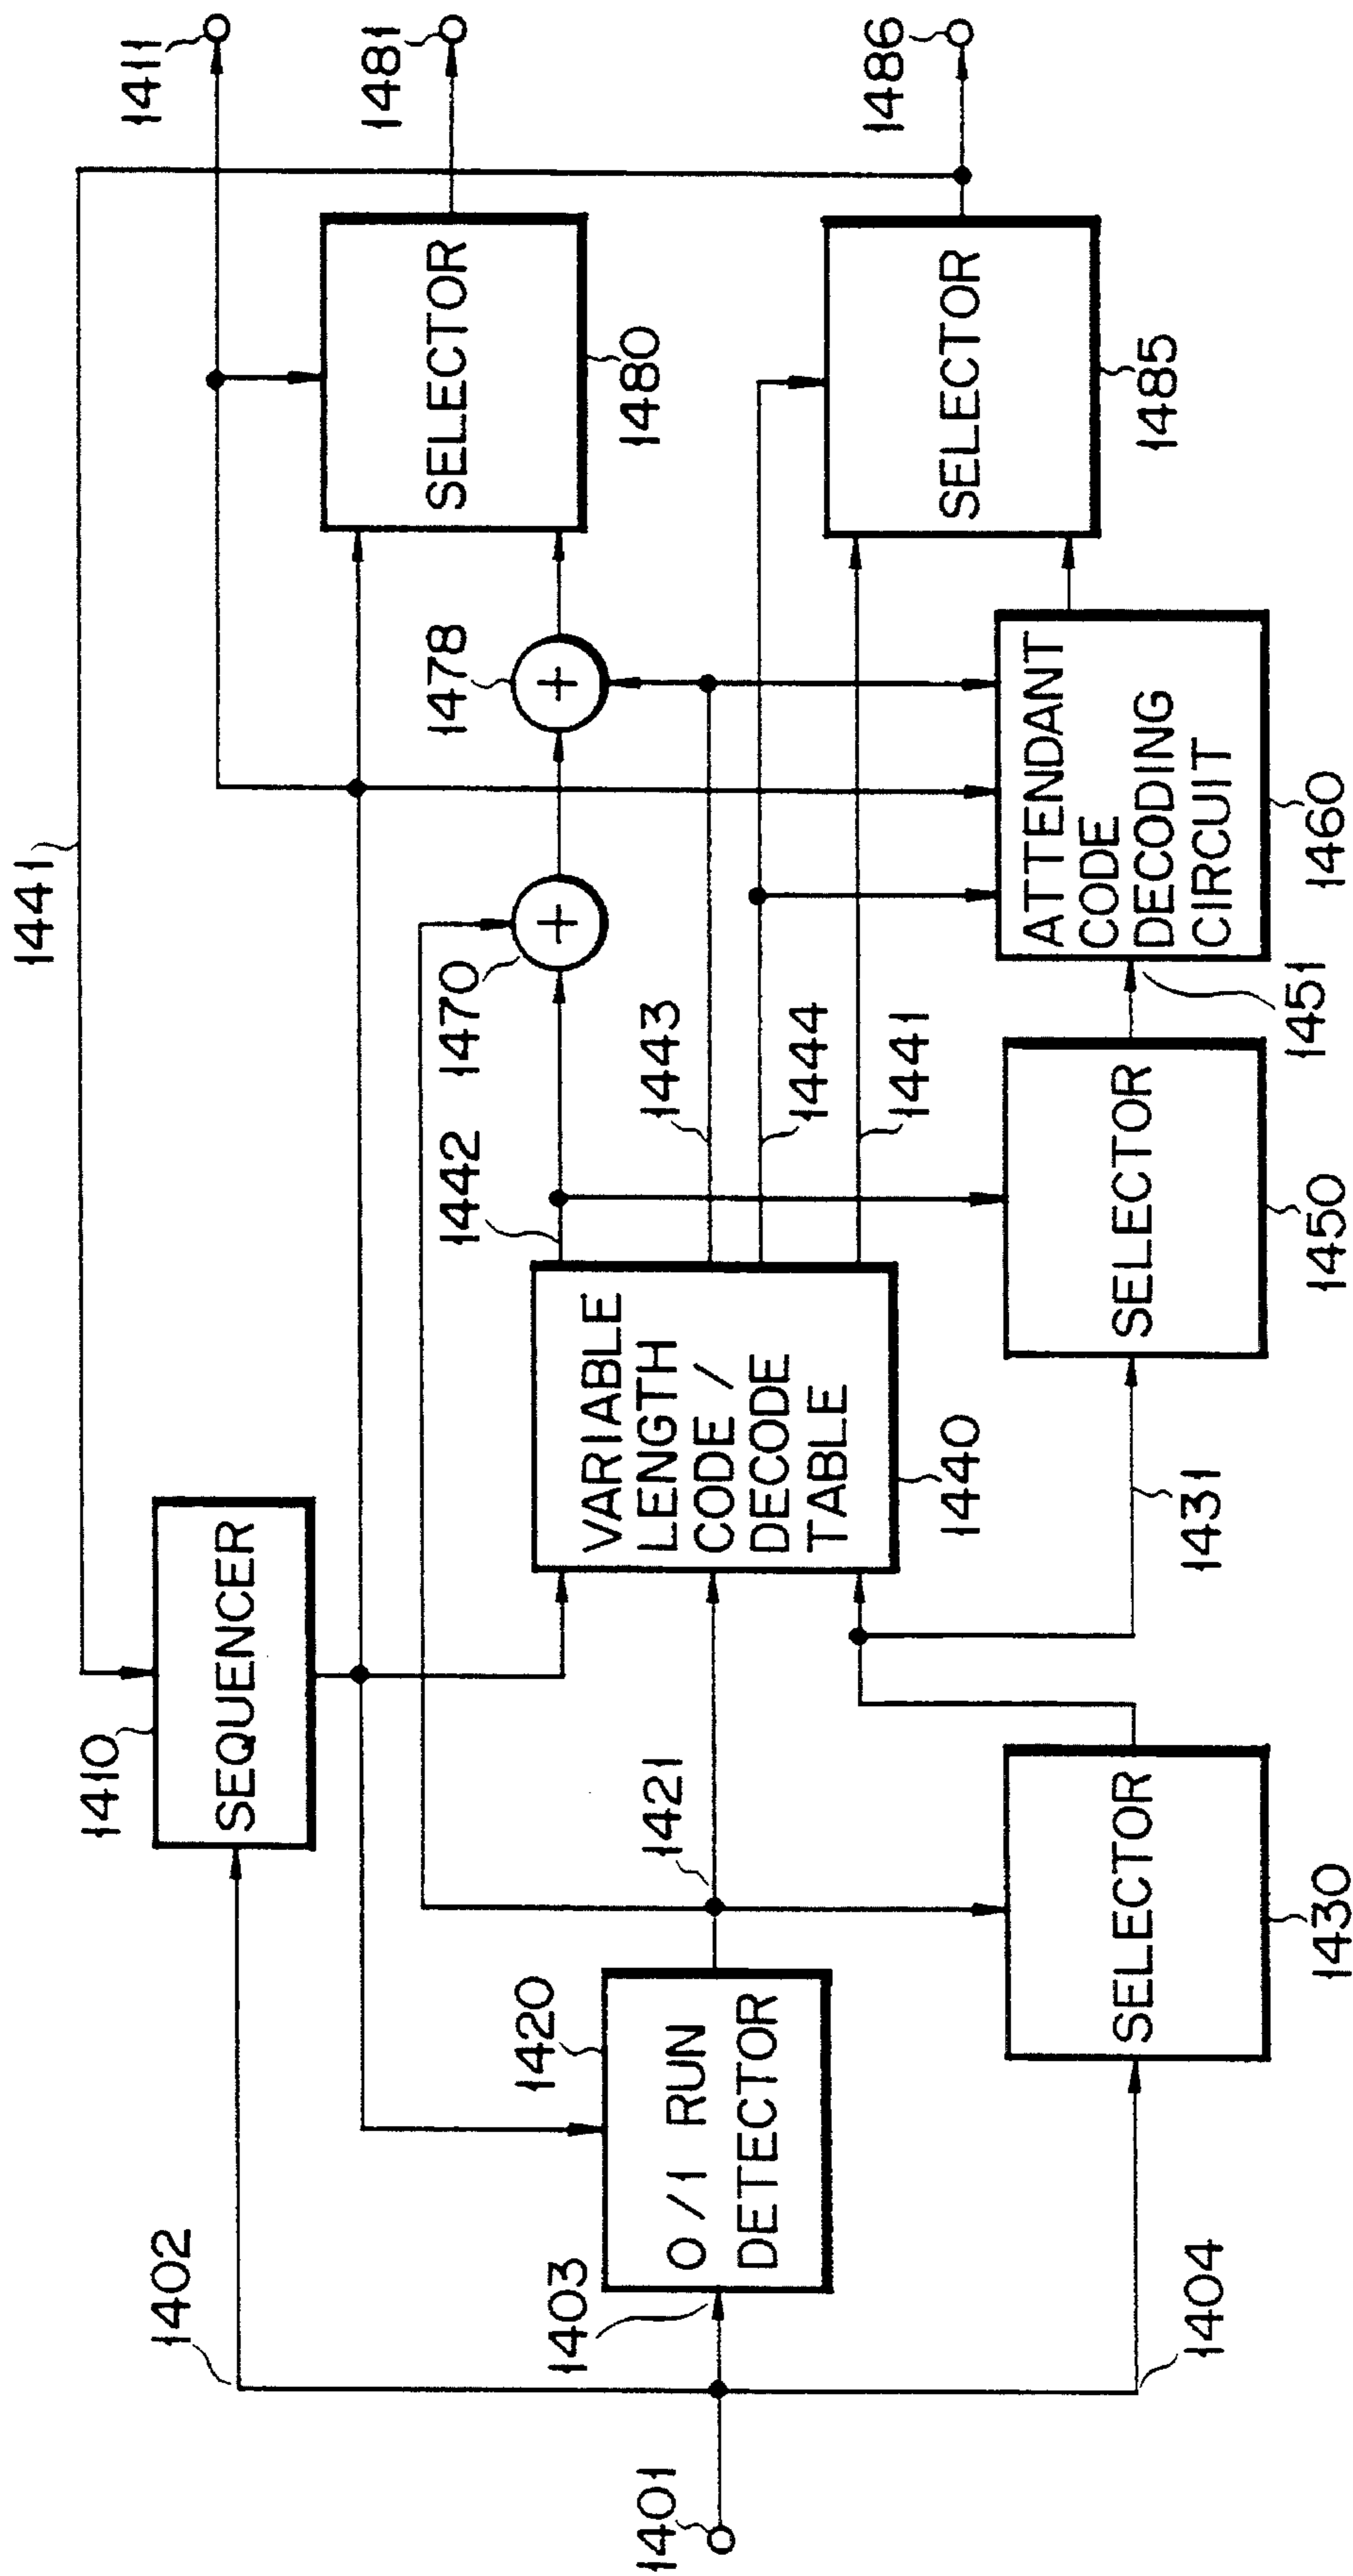 1401
1402
1403
1404
1410
SEQUENCER
1420
0/1 RUN
DETECTOR
1421
SELECTOR
1430
1431
VARIABLE
LENGTH
CODE /
DECODE
TABLE
1440
1441
1442
1443
1444
1441
SELECTOR
1450
1451
ATTENDANT
CODE
DECODING
CIRCUIT
1460
1470
+
1478
+
SELECTOR
1480
SELECTOR
1485
1411
1481
1486